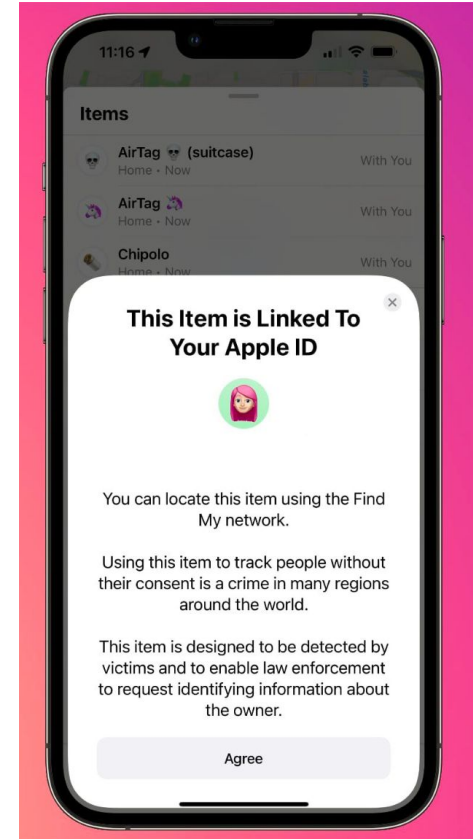 11:16
Items
AirTag 💀 (suitcase)
Home • Now
With You
AirTag 🦄
Home • Now
With You
Chipolo
Home • Now
With You
This Item is Linked To
Your Apple ID
You can locate this item using the Find
My network.
Using this item to track people without
their consent is a crime in many regions
around the world.
This item is designed to be detected by
victims and to enable law enforcement
to request identifying information about
the owner.
Agree